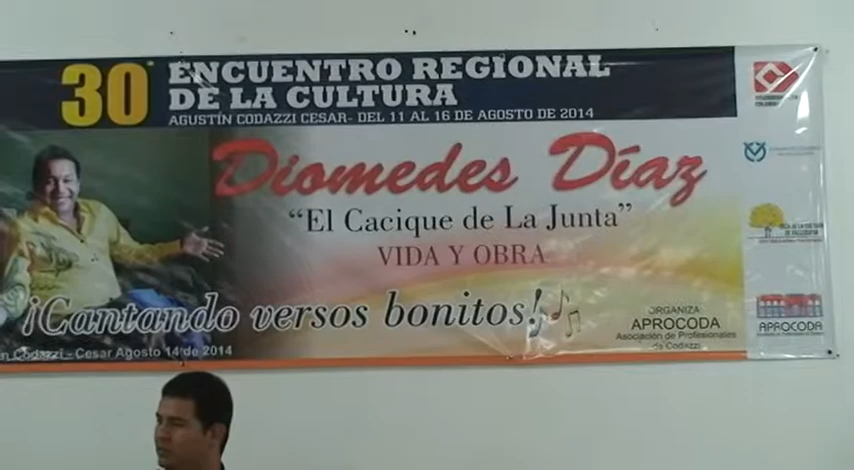 30° ENCUENTRO REGIONAL
DE LA CULTURA
AGUSTÍN CODAZZI CESAR- DEL 11 AL 16 DE AGOSTO DE 2014
Diomedes Díaz
“El Cacique de La Junta”
VIDA Y OBRA
¡Cantando versos bonitos!
Codazzi - Cesar Agosto 14 de 2014
ORGANIZA
APROCODA
Asociación de Profesionales
de Codazzi
APROCODA